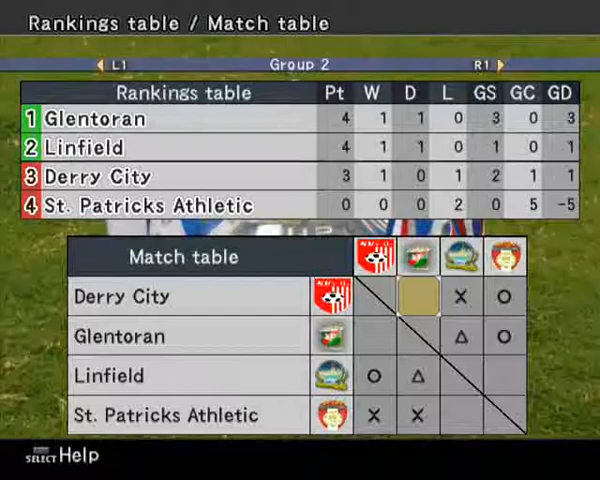 Rankings table / Match table
L1 Group 2 R1
Rankings table Pt W D L GS GC GD
1 Glentoran 4 1 1 0 3 0 3
2 Linfield 4 1 1 0 1 0 1
3 Derry City 3 1 0 1 2 1 1
4 St. Patricks Athletic 0 0 0 2 0 5 -5
Match table
Derry City X O
Glentoran △ O
Linfield O △
St. Patricks Athletic X X
SELECT Help